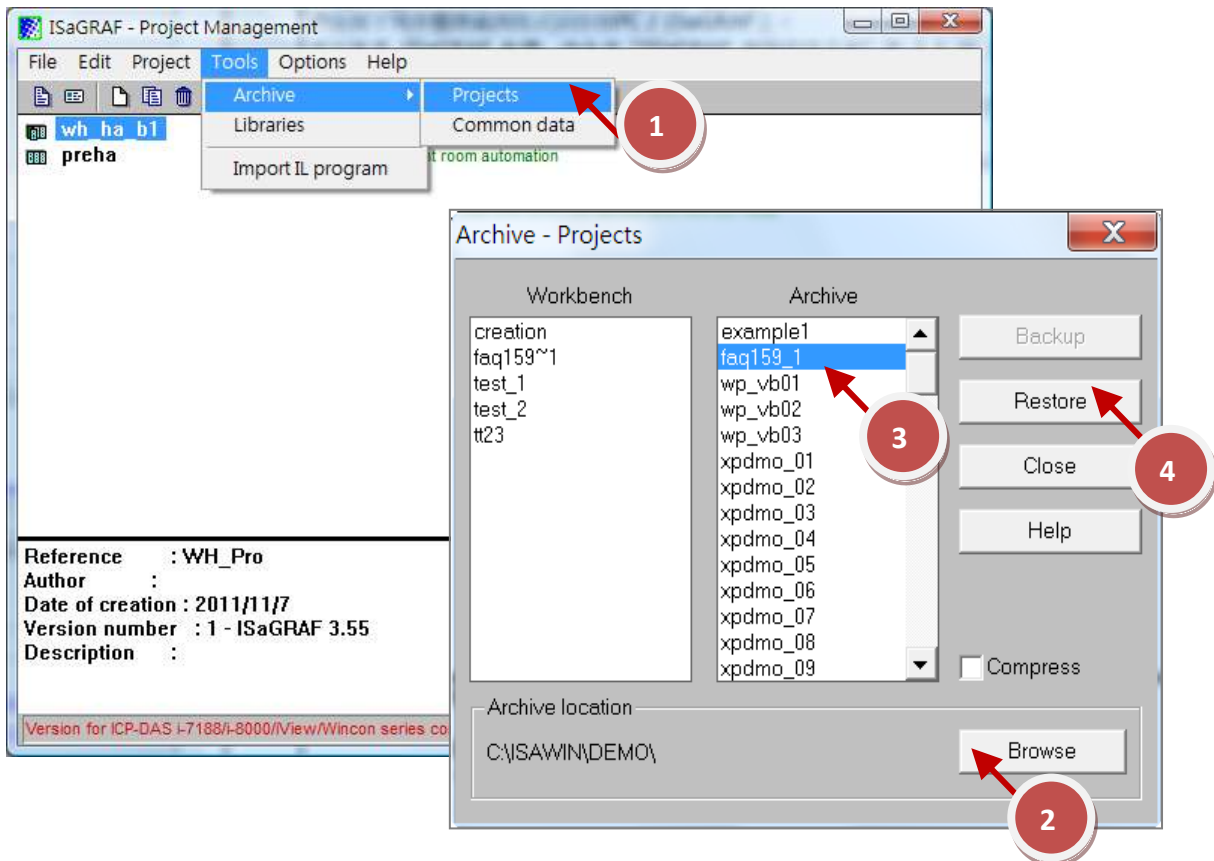 ISaGRAF - Project Management
File Edit Project Tools Options Help
Archive
Projects
Libraries
Common data
Import IL program
wh_ha_b1
preha
t room automation
1
Archive - Projects
Workbench
Archive
creation
faq159~1
test_1
test_2
tt23
example1
faq159_1
wp_vb01
wp_vb02
wp_vb03
xpdmo_01
xpdmo_02
xpdmo_03
xpdmo_04
xpdmo_05
xpdmo_06
xpdmo_07
xpdmo_08
xpdmo_09
Backup
Restore
Close
Help
3
4
Compress
Archive location
C:\ISAWIN\DEMO\
Browse
2
Reference : WH_Pro
Author :
Date of creation : 2011/11/7
Version number : 1 - ISaGRAF 3.55
Description :
Version for ICP-DAS i-7188/i-8000/iView/Wincon series co